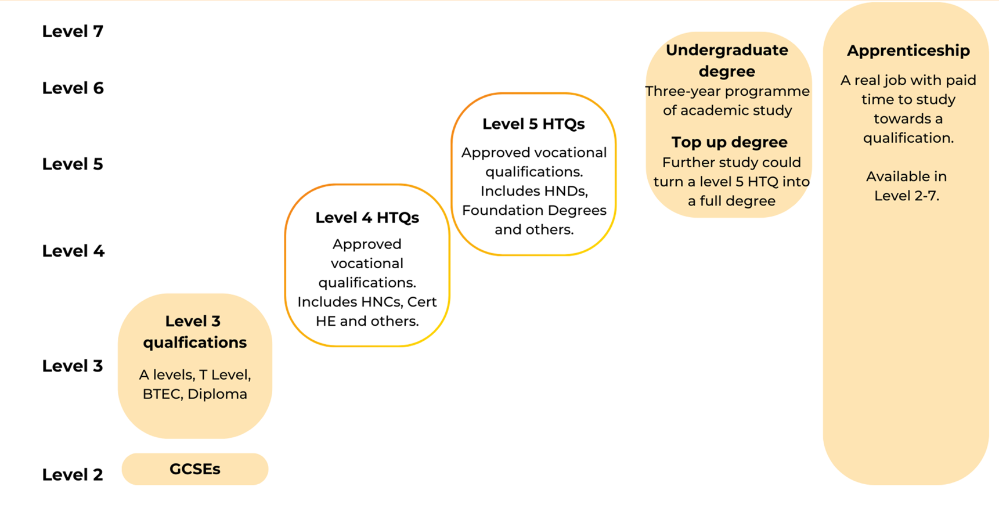 Level 7
Level 6
Level 5
Level 4
Level 3
Level 2
Level 3
qualfications
A levels, T Level,
BTEC, Diploma
GCSEs
Level 4 HTQs
Approved
vocational
qualifications.
Includes HNCs, Cert
HE and others.
Level 5 HTQs
Approved vocational
qualifications.
Includes HNDs,
Foundation Degrees
and others.
Undergraduate
degree
Three-year programme
of academic study
Top up degree
Further study could
turn a level 5 HTQ into
a full degree
Apprenticeship
A real job with paid
time to study
towards a
qualification.
Available in
Level 2-7.